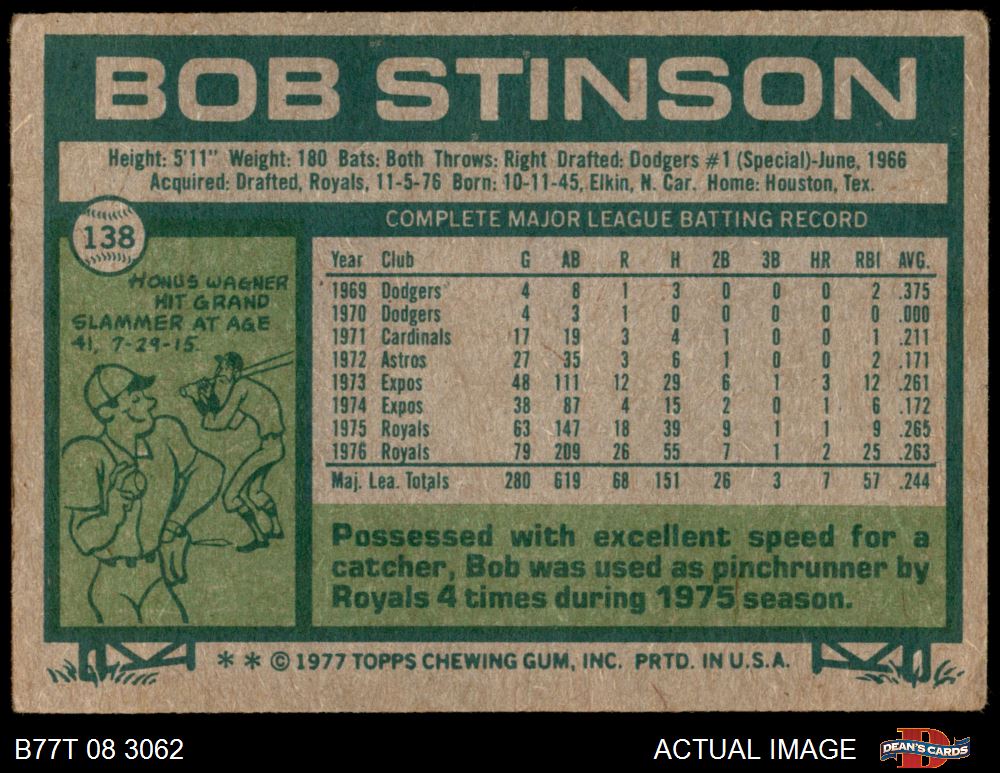 BOB STINSON
Height: 5'11" Weight: 180 Bats: Both Throws: Right Drafted: Dodgers #1 (Special)-June, 1966
Acquired: Drafted, Royals, 11-5-76 Born: 10-11-45, Elkin, N. Car. Home: Houston, Tex.
138
HONUS WAGNER
HIT GRAND
SLAMMER AT AGE
41, 7-29-15.
COMPLETE MAJOR LEAGUE BATTING RECORD
Year Club G AB R H 2B 3B HR RBI AVG.
1969 Dodgers 4 8 1 3 0 0 0 2 .375
1970 Dodgers 4 3 1 0 0 0 0 0 .000
1971 Cardinals 17 19 3 4 1 0 0 1 .211
1972 Astros 27 35 3 6 1 0 0 2 .171
1973 Expos 48 111 12 29 6 1 3 12 .261
1974 Expos 38 87 4 15 2 0 1 6 .172
1975 Royals 63 147 18 39 9 1 1 9 .265
1976 Royals 79 209 26 55 7 1 2 25 .263
Maj. Lea. Totals 280 619 68 151 26 3 7 57 .244
Possessed with excellent speed for a
catcher, Bob was used as pinchrunner by
Royals 4 times during 1975 season.
* * © 1977 TOPPS CHEWING GUM, INC. PRTD. IN U.S.A.
B77T 08 3062
ACTUAL IMAGE
DEAN'S CARDS